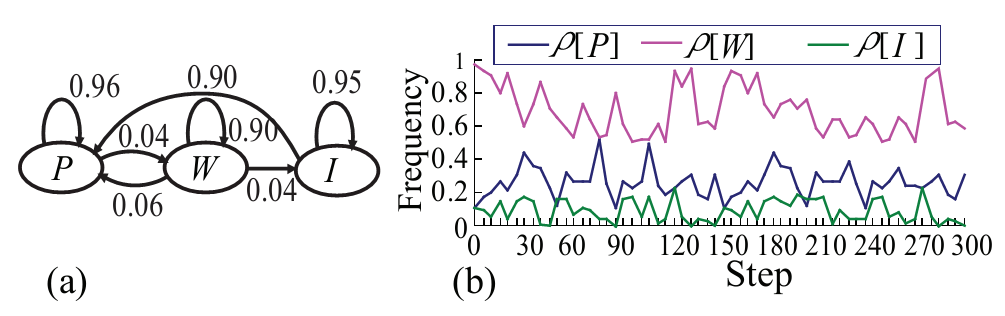 0.96
0.90
0.95
0.04
0.90
P
W
I
0.06
0.04
(a)
ρ[P] ρ[W] ρ[I ]
Frequency
1
0.8
0.6
0.4
0.2
0
0 30 60 90 120 150 180 210 240 270 300
Step
(b)